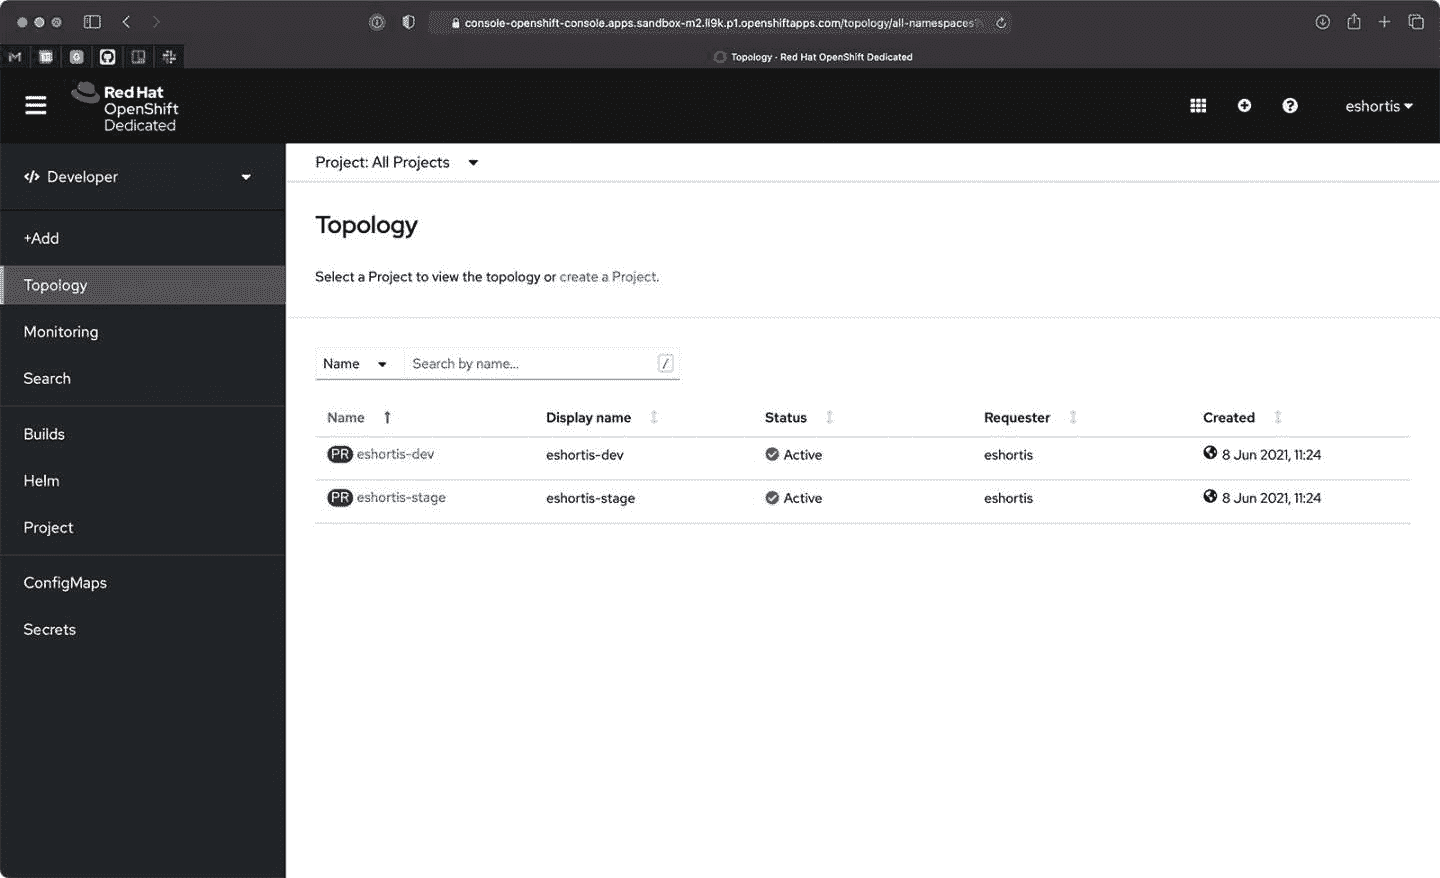 console-openshift-console.apps.sandbox-m2.ll9k.p1.openshiftapps.com/topology/all-namespaces
Topology - Red Hat OpenShift Dedicated
Red Hat
OpenShift
Dedicated
eshortis
Developer
Project: All Projects
+Add
Topology
Monitoring
Search
Builds
Helm
Project
ConfigMaps
Secrets
Topology
Select a Project to view the topology or create a Project.
Name Search by name... /
Name Display name Status Requester Created
PR eshortis-dev eshortis-dev Active eshortis 8 Jun 2021, 11:24
PR eshortis-stage eshortis-stage Active eshortis 8 Jun 2021, 11:24